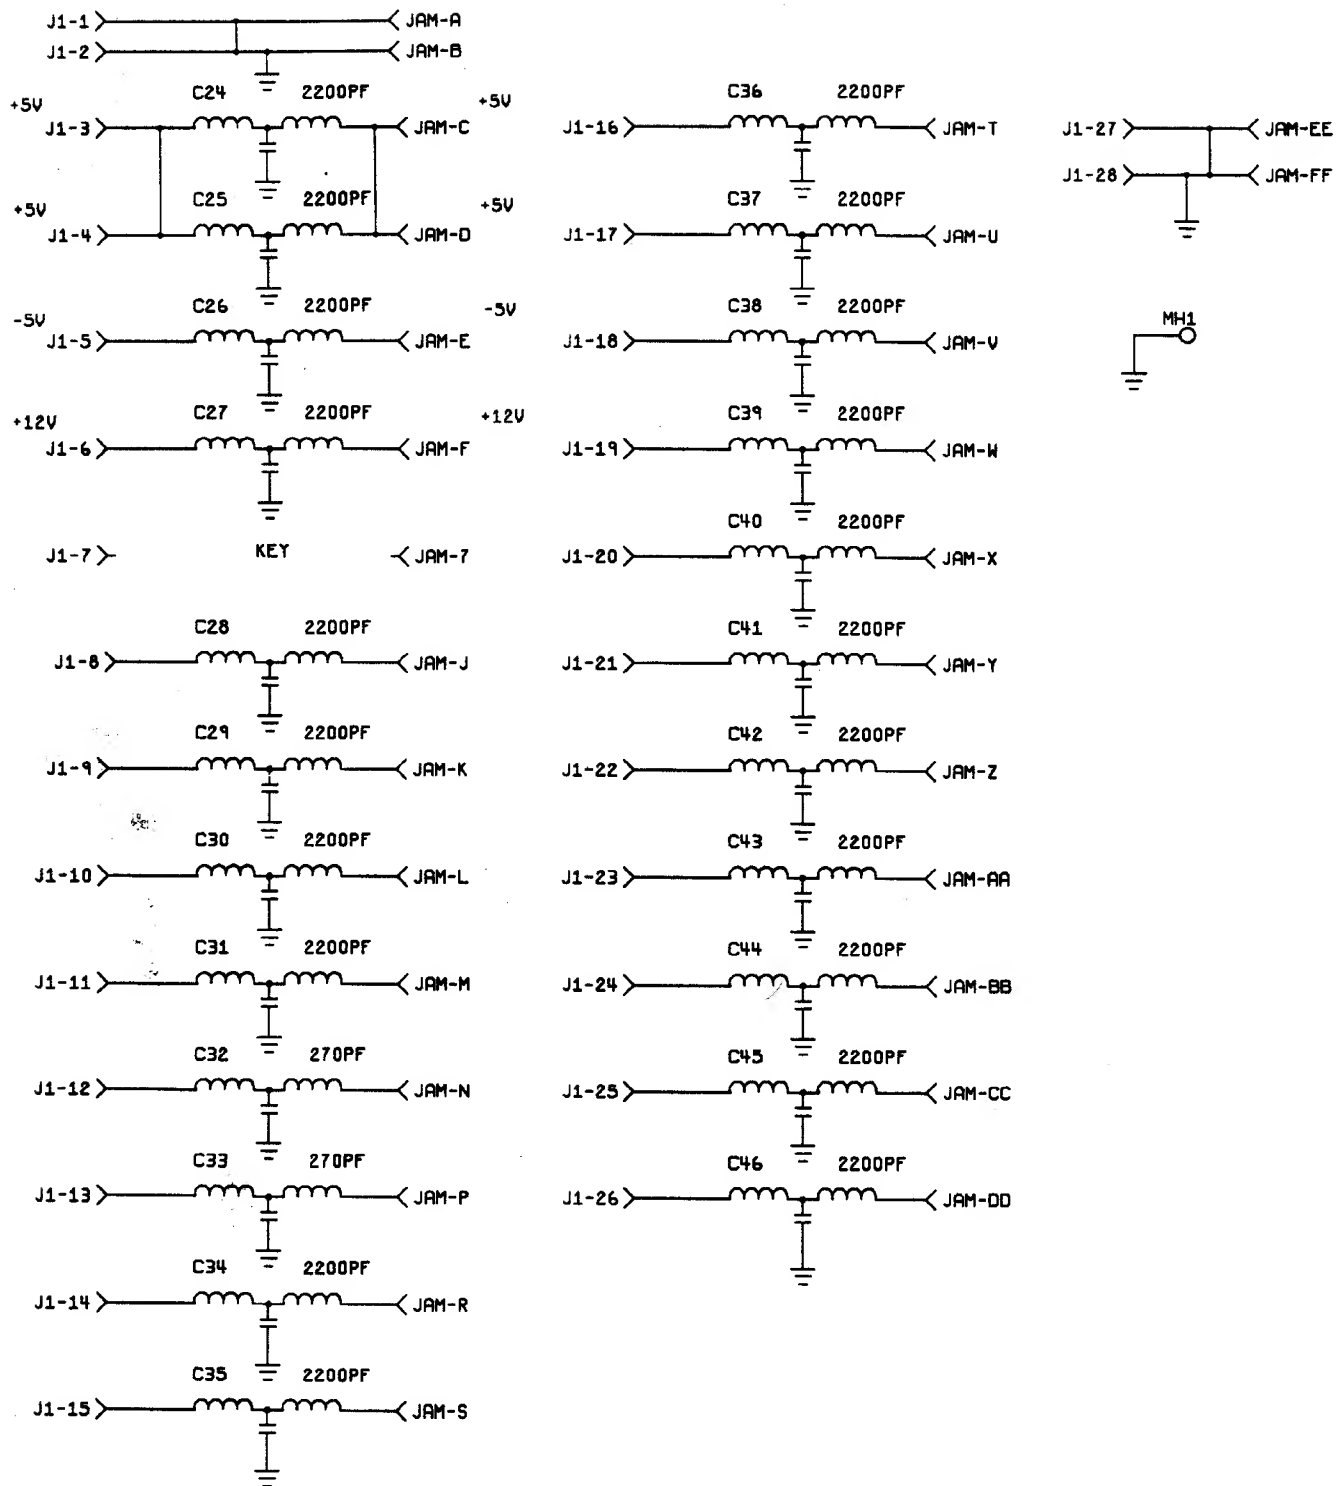 J1-1 JAM-A
J1-2 JAM-B
C24 2200PF
+5V +5V
J1-3 JAM-C
C25 2200PF
+5V +5V
J1-4 JAM-D
C26 2200PF
-5V -5V
J1-5 JAM-E
C27 2200PF
+12V +12V
J1-6 JAM-F
J1-7 KEY JAM-7
C28 2200PF
J1-8 JAM-J
C29 2200PF
J1-9 JAM-K
C30 2200PF
J1-10 JAM-L
C31 2200PF
J1-11 JAM-M
C32 270PF
J1-12 JAM-N
C33 270PF
J1-13 JAM-P
C34 2200PF
J1-14 JAM-R
C35 2200PF
J1-15 JAM-S
C36 2200PF
J1-16 JAM-T
C37 2200PF
J1-17 JAM-U
C38 2200PF
J1-18 JAM-V
C39 2200PF
J1-19 JAM-W
C40 2200PF
J1-20 JAM-X
C41 2200PF
J1-21 JAM-Y
C42 2200PF
J1-22 JAM-Z
C43 2200PF
J1-23 JAM-AA
C44 2200PF
J1-24 JAM-BB
C45 2200PF
J1-25 JAM-CC
C46 2200PF
J1-26 JAM-DD
J1-27 JAM-EE
J1-28 JAM-FF
MH1